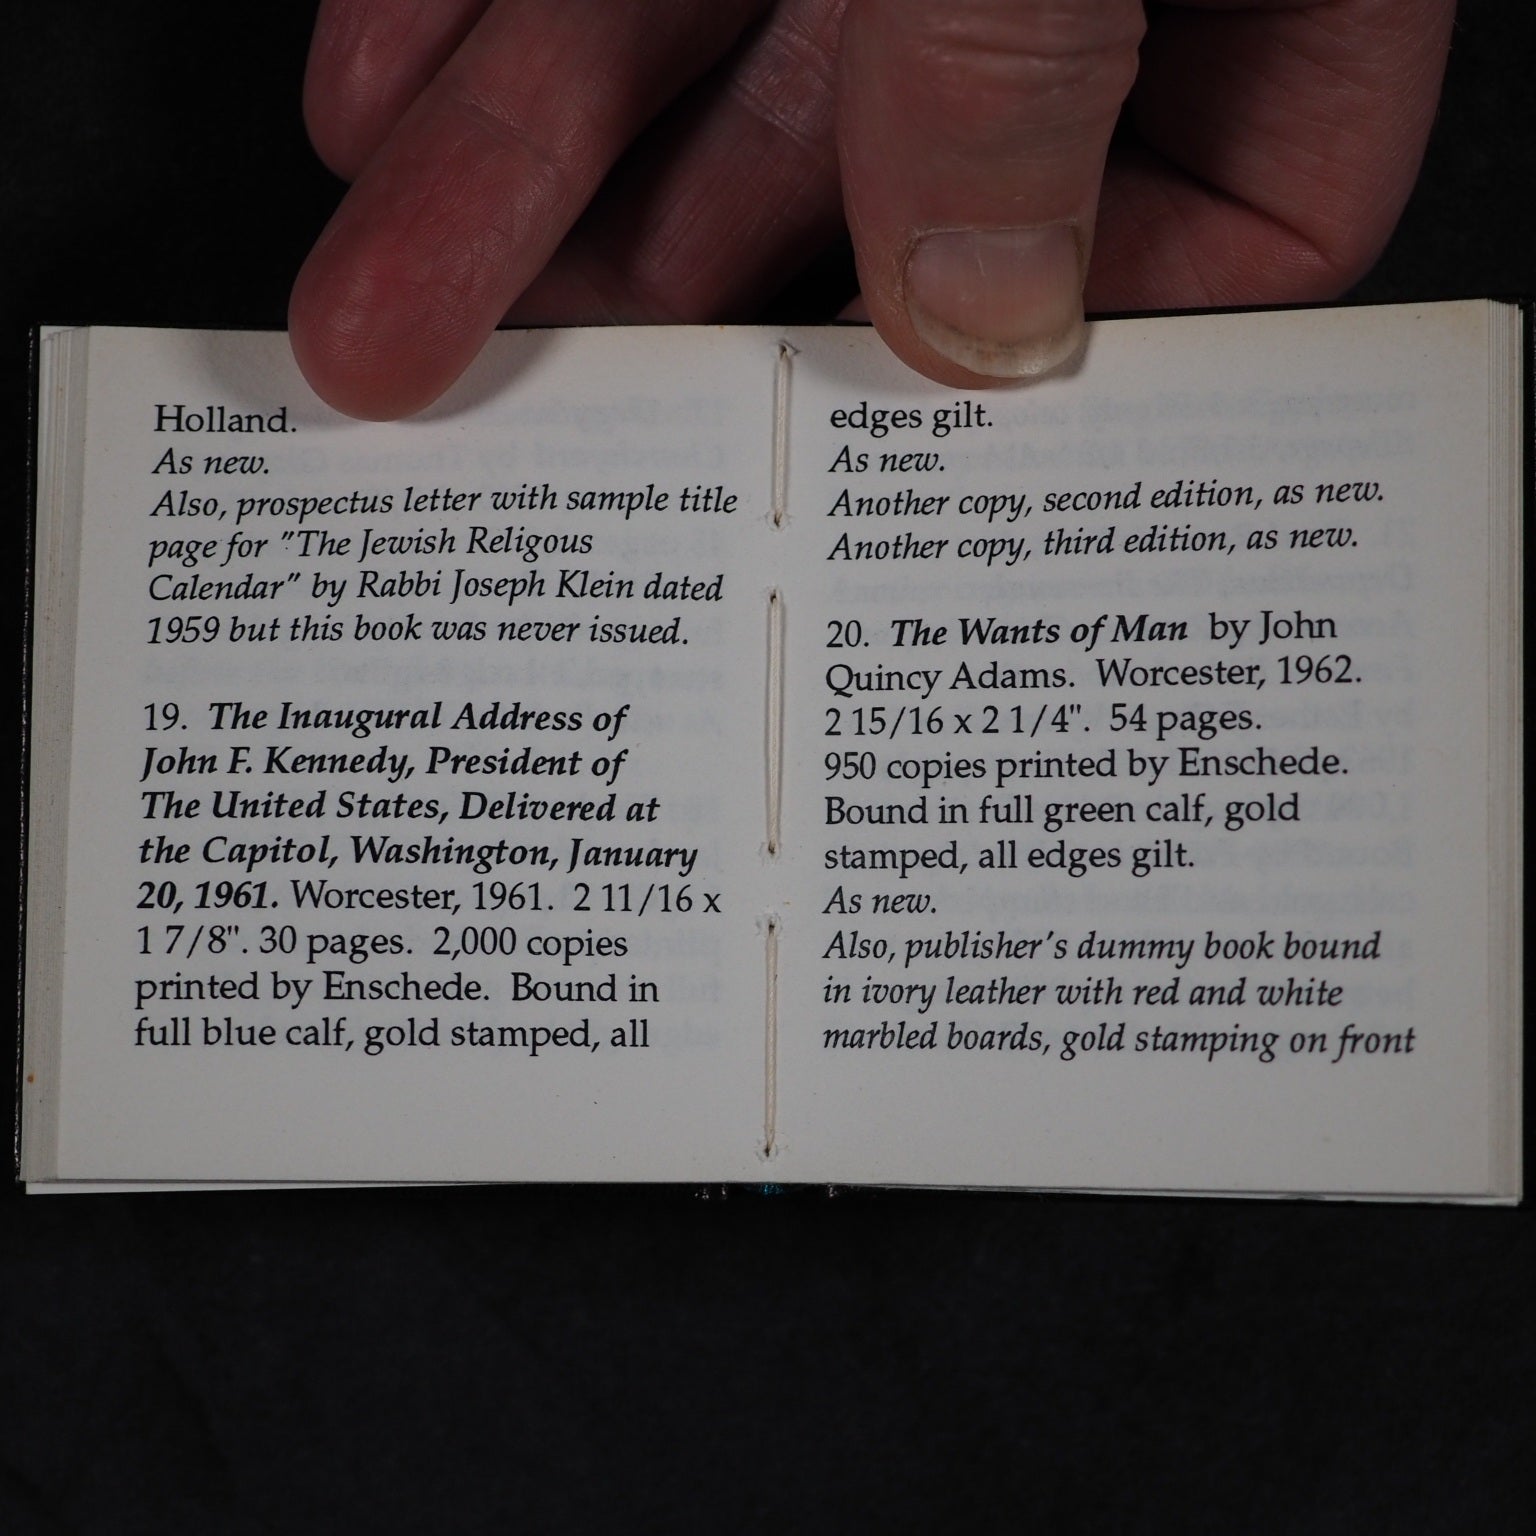 Holland.
As new.
Also, prospectus letter with sample title
page for "The Jewish Religous
Calendar" by Rabbi Joseph Klein dated
1959 but this book was never issued.
19. The Inaugural Address of
John F. Kennedy, President of
The United States, Delivered at
the Capitol, Washington, January
20, 1961. Worcester, 1961. 2 11/16 x
1 7/8". 30 pages. 2,000 copies
printed by Enschede. Bound in
full blue calf, gold stamped, all
edges gilt.
As new.
Another copy, second edition, as new.
Another copy, third edition, as new.
20. The Wants of Man by John
Quincy Adams. Worcester, 1962.
2 15/16 x 2 1/4". 54 pages.
950 copies printed by Enschede.
Bound in full green calf, gold
stamped, all edges gilt.
As new.
Also, publisher's dummy book bound
in ivory leather with red and white
marbled boards, gold stamping on front